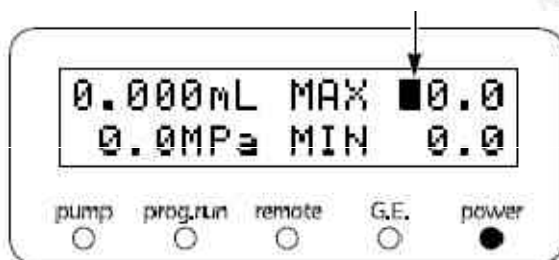 0.000mL MAX ■0.0
0.0MPa MIN 0.0
pump prog.run remote G.E. power